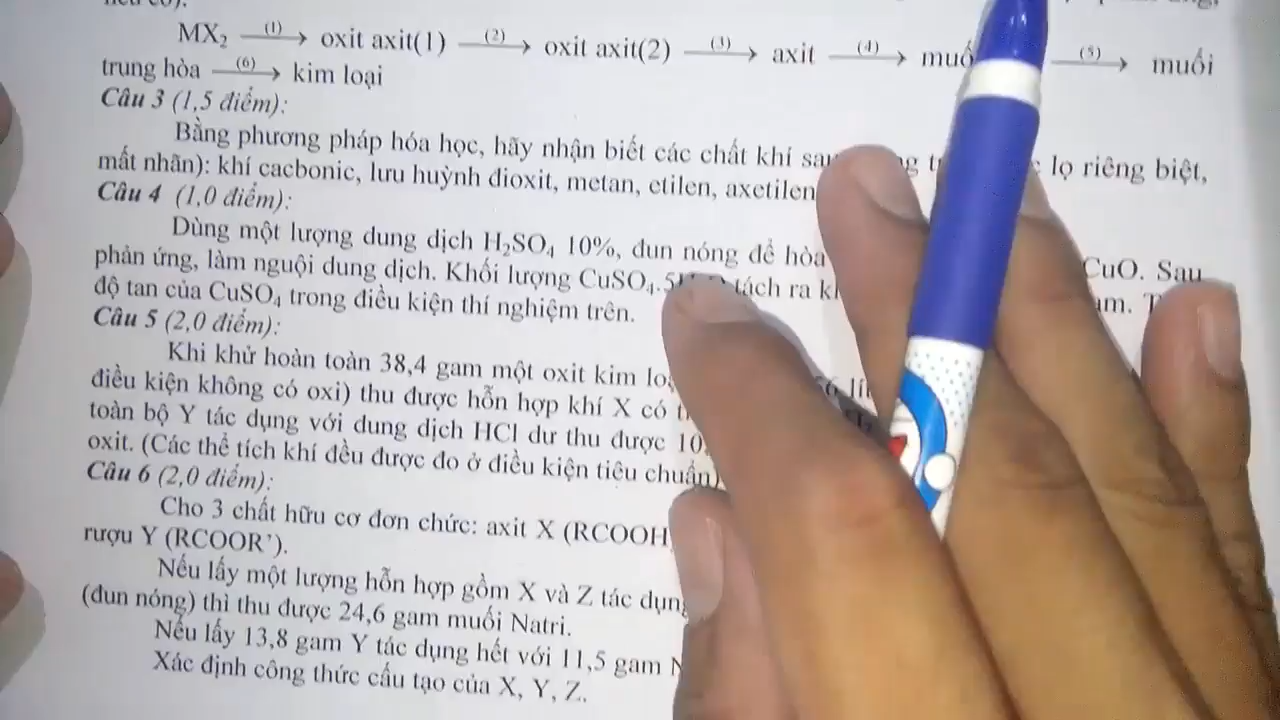 MX₂ —(1)→ oxit axit(1) —(2)→ oxit axit(2) —(3)→ axit —(4)→ —(5)→ muối
trung hòa —(6)→ kim loại
Câu 3 (1,5 điểm):
Bằng phương pháp hóa học, hãy nhận biết các chất khí lọ riêng biệt,
mất nhãn): khí cacbonic, lưu huỳnh đioxit, metan, etilen, axetilen
Câu 4 (1,0 điểm):
Dùng một lượng dung dịch H₂SO₄ 10%, đun nóng để hòa CuO. Sau
phản ứng, làm nguội dung dịch. Khối lượng tách ra
độ tan của CuSO₄ trong điều kiện thí nghiệm trên.
Câu 5 (2,0 điểm):
Khi khử hoàn toàn 38,4 gam một oxit kim
điều kiện không có oxi) thu được hỗn hợp khí X có
toàn bộ Y tác dụng với dung dịch HCl dư thu được
oxit. (Các thể tích khí đều được đo ở điều kiện tiêu chuẩn)
Câu 6 (2,0 điểm):
Cho 3 chất hữu cơ đơn chức: axit X (RCOOH
rượu Y (RCOOR').
Nếu lấy một lượng hỗn hợp gồm X và Z tác
(đun nóng) thì thu được 24,6 gam muối Natri.
Nếu lấy 13,8 gam Y tác dụng hết với 11,5 gam
Xác định công thức cấu tạo của X, Y, Z.